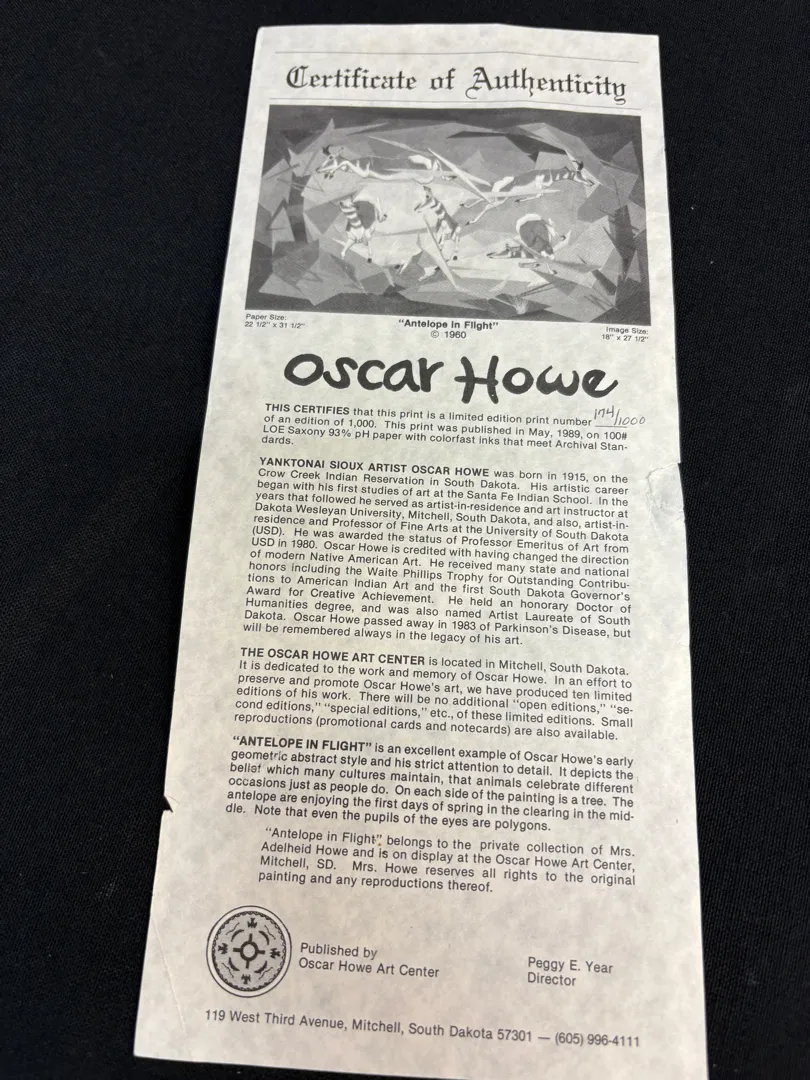 Certificate of Authenticity
Paper Size:
22 1/2" x 31 1/2"
"Antelope in Flight"
© 1960
Image Size:
18" x 27 1/2"
Oscar Howe
THIS CERTIFIES that this print is a limited edition print number 174/1000
of an edition of 1,000. This print was published in May, 1989, on 100#
LOE Saxony 93% pH paper with colorfast inks that meet Archival Stan-
dards.
YANKTONAI SIOUX ARTIST OSCAR HOWE was born in 1915, on the
Crow Creek Indian Reservation in South Dakota. His artistic career
began with his first studies of art at the Santa Fe Indian School. In the
years that followed he served as artist-in-residence and art instructor at
Dakota Wesleyan University, Mitchell, South Dakota, and also, artist-in-
residence and Professor of Fine Arts at the University of South Dakota
(USD). He was awarded the status of Professor Emeritus of Art from
USD in 1980. Oscar Howe is credited with having changed the direction
of modern Native American Art. He received many state and national
honors including the Waite Phillips Trophy for Outstanding Contribu-
tions to American Indian Art and the first South Dakota Governor's
Award for Creative Achievement. He held an honorary Doctor of
Humanities degree, and was also named Artist Laureate of South
Dakota. Oscar Howe passed away in 1983 of Parkinson's Disease, but
will be remembered always in the legacy of his art.
THE OSCAR HOWE ART CENTER is located in Mitchell, South Dakota.
It is dedicated to the work and memory of Oscar Howe. In an effort to
preserve and promote Oscar Howe's art, we have produced ten limited
editions of his work. There will be no additional "open editions," "se-
cond editions," "special editions," etc., of these limited editions. Small
reproductions (promotional cards and notecards) are also available.
"ANTELOPE IN FLIGHT" is an excellent example of Oscar Howe's early
geometric abstract style and his strict attention to detail. It depicts the
belief which many cultures maintain, that animals celebrate different
occasions just as people do. On each side of the painting is a tree. The
antelope are enjoying the first days of spring in the clearing in the mid-
dle. Note that even the pupils of the eyes are polygons.
"Antelope in Flight" belongs to the private collection of Mrs.
Adelheid Howe and is on display at the Oscar Howe Art Center,
Mitchell, SD. Mrs. Howe reserves all rights to the original
painting and any reproductions thereof.
Published by
Oscar Howe Art Center
Peggy E. Year
Director
119 West Third Avenue, Mitchell, South Dakota 57301 — (605) 996-4111